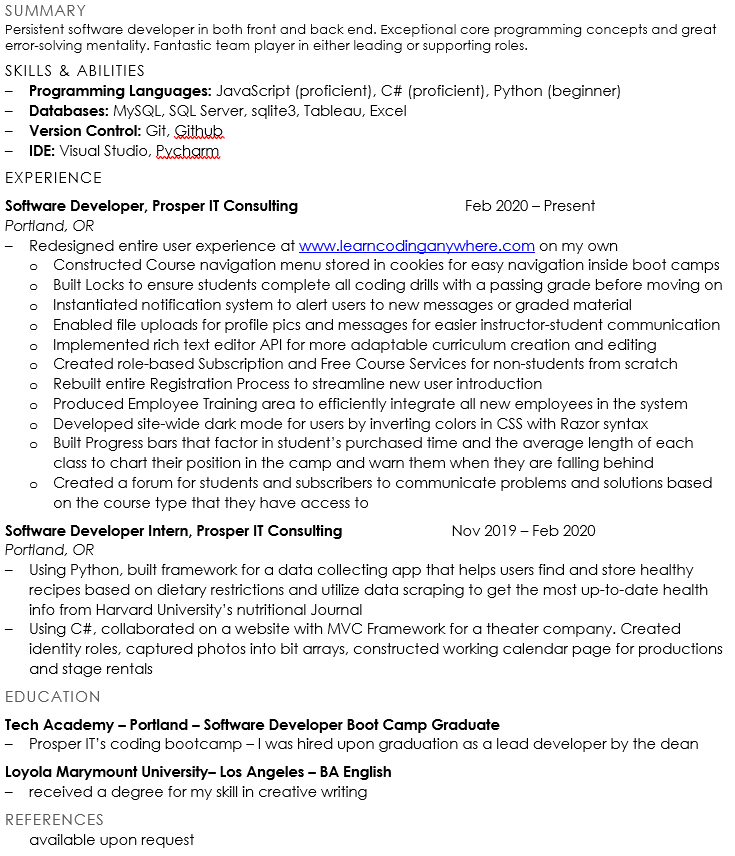 SUMMARY
Persistent software developer in both front and back end. Exceptional core programming concepts and great
error-solving mentality. Fantastic team player in either leading or supporting roles.
SKILLS & ABILITIES
– Programming Languages: JavaScript (proficient), C# (proficient), Python (beginner)
– Databases: MySQL, SQL Server, sqlite3, Tableau, Excel
– Version Control: Git, Github
– IDE: Visual Studio, Pycharm
EXPERIENCE
Software Developer, Prosper IT Consulting Feb 2020 – Present
Portland, OR
– Redesigned entire user experience at www.learncodinganywhere.com on my own
o Constructed Course navigation menu stored in cookies for easy navigation inside boot camps
o Built Locks to ensure students complete all coding drills with a passing grade before moving on
o Instantiated notification system to alert users to new messages or graded material
o Enabled file uploads for profile pics and messages for easier instructor-student communication
o Implemented rich text editor API for more adaptable curriculum creation and editing
o Created role-based Subscription and Free Course Services for non-students from scratch
o Rebuilt entire Registration Process to streamline new user introduction
o Produced Employee Training area to efficiently integrate all new employees in the system
o Developed site-wide dark mode for users by inverting colors in CSS with Razor syntax
o Built Progress bars that factor in student's purchased time and the average length of each
class to chart their position in the camp and warn them when they are falling behind
o Created a forum for students and subscribers to communicate problems and solutions based
on the course type that they have access to
Software Developer Intern, Prosper IT Consulting Nov 2019 – Feb 2020
Portland, OR
– Using Python, built framework for a data collecting app that helps users find and store healthy
recipes based on dietary restrictions and utilize data scraping to get the most up-to-date health
info from Harvard University's nutritional Journal
– Using C#, collaborated on a website with MVC Framework for a theater company. Created
identity roles, captured photos into bit arrays, constructed working calendar page for productions
and stage rentals
EDUCATION
Tech Academy – Portland – Software Developer Boot Camp Graduate
– Prosper IT's coding bootcamp – I was hired upon graduation as a lead developer by the dean
Loyola Marymount University– Los Angeles – BA English
– received a degree for my skill in creative writing
REFERENCES
available upon request